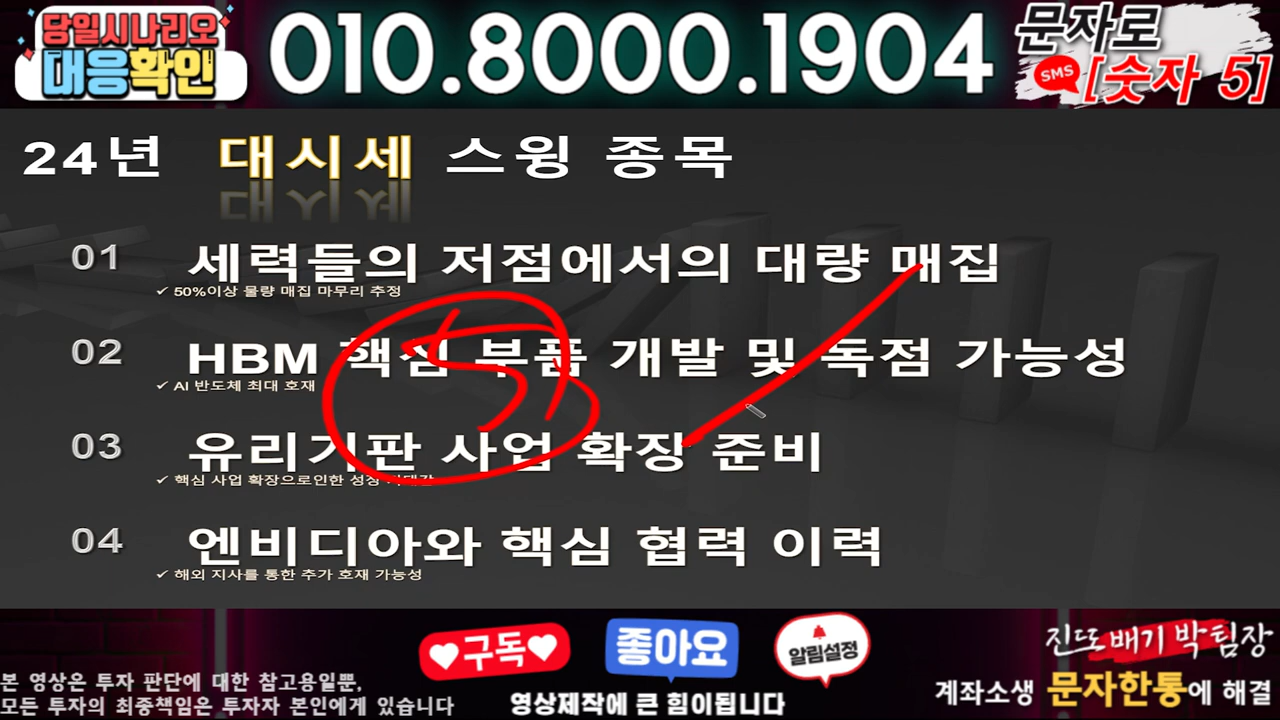 당일시나리오
대응확인
010.8000.1904
문자로
SMS [숫자 5]
24년 대시세 스윙 종목
01 세력들의 저점에서의 대량 매집
✓ 50%이상 물량 매집 마무리 추정
02 HBM 핵심 부품 개발 및 독점 가능성
✓ AI 반도체 최대 호재
03 유리기판 사업 확장 준비
✓ 핵심 사업 확장으로인한 성장 기대감
04 엔비디아와 핵심 협력 이력
✓ 해외 지사를 통한 추가 호재 가능성
5
구독
좋아요
알림설정
영상제작에 큰 힘이됩니다
본 영상은 투자 판단에 대한 참고용일뿐,
모든 투자의 최종책임은 투자자 본인에게 있습니다
진또배기 박팀장
계좌소생 문자한통에 해결